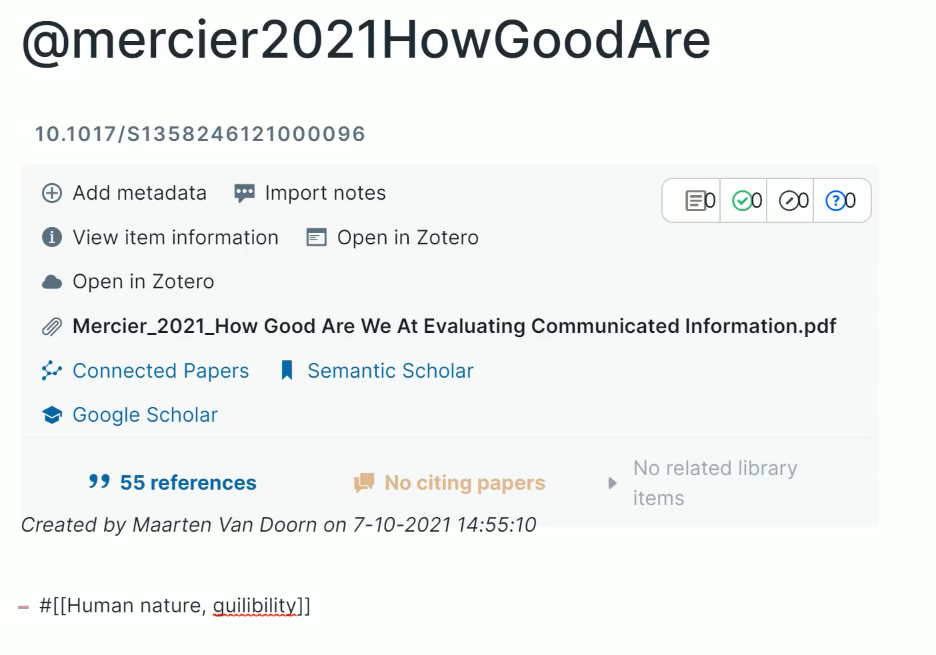 @mercier2021HowGoodAre
10.1017/S1358246121000096
Add metadata Import notes 0 0 0 0
View item information Open in Zotero
Open in Zotero
Mercier_2021_How Good Are We At Evaluating Communicated Information.pdf
Connected Papers Semantic Scholar
Google Scholar
55 references No citing papers No related library
items
Created by Maarten Van Doorn on 7-10-2021 14:55:10
#[[Human nature, guilibility]]